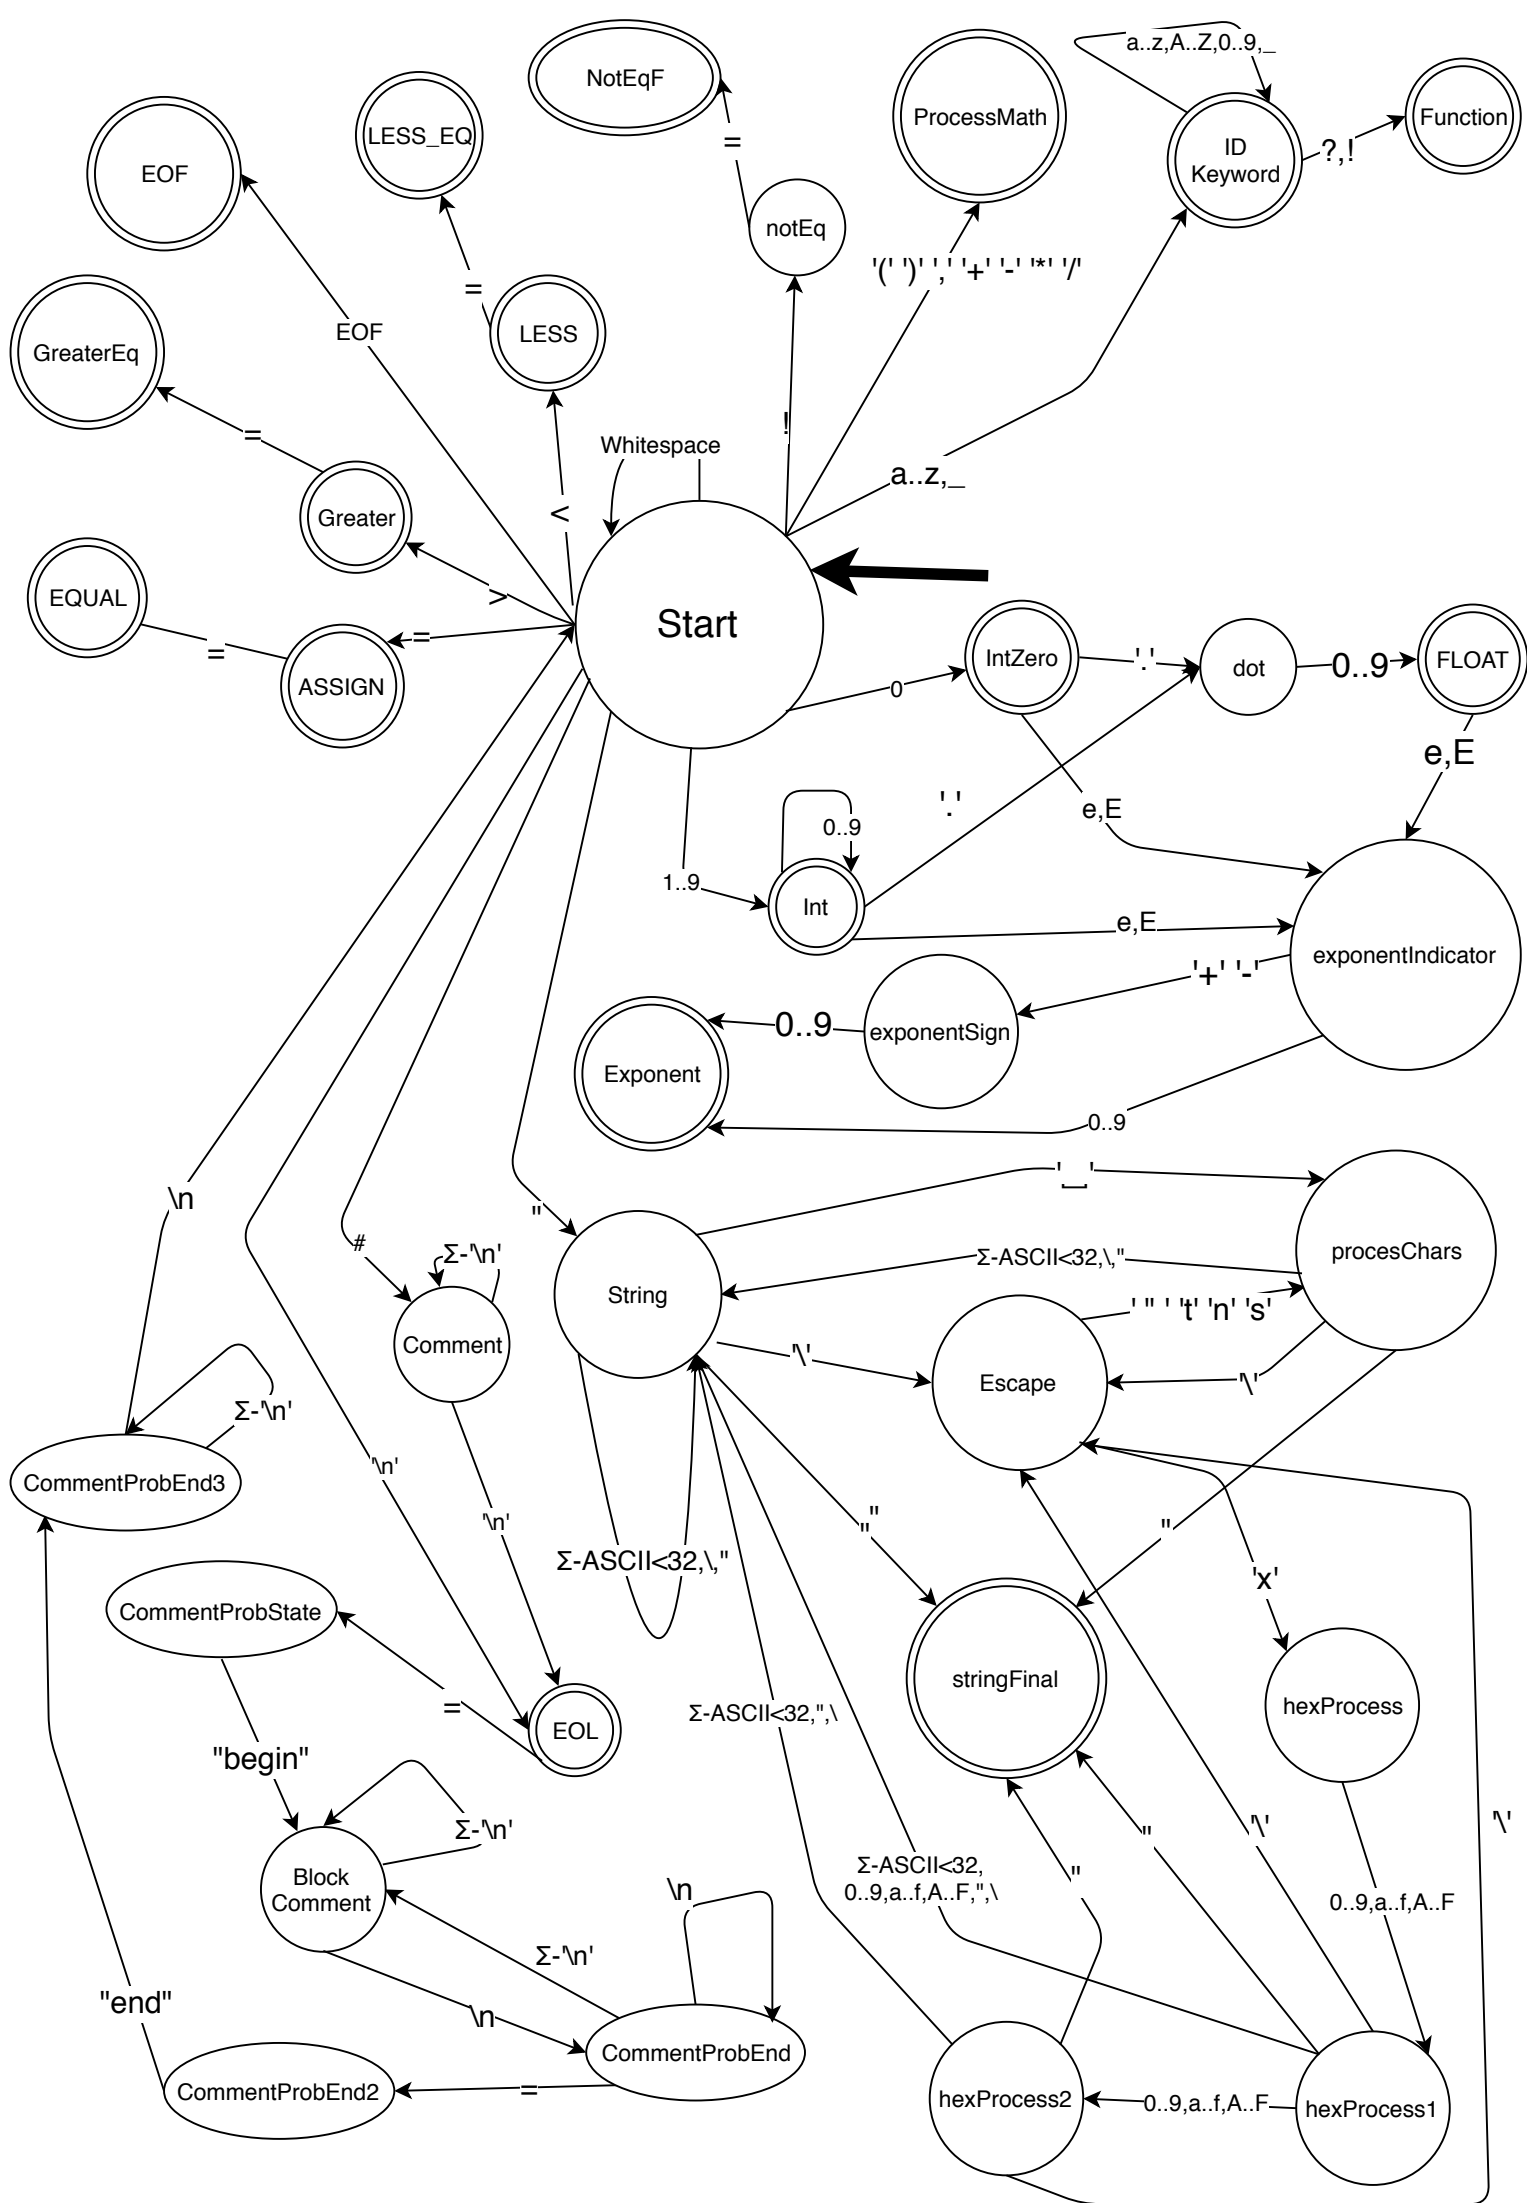 a..z,A..Z,0..9,_
NotEqF
ProcessMath
Function
LESS_EQ
=
ID
Keyword
?,!
EOF
notEq
'(' ')' ',' '+' '-' '*' '/'
=
EOF
LESS
GreaterEq
=
!
Whitespace
a..z,_
<
Greater
>
EQUAL
=
=
Start
ASSIGN
IntZero
'.'
dot
0..9
FLOAT
0
e,E
'.'
e,E
0..9
1..9
Int
e,E
exponentIndicator
'+' '-'
0..9
exponentSign
Exponent
0..9
'⎵'
\n
"
#
Σ-'\n'
procesChars
Σ-ASCII<32,\,"
String
' " ' 't' 'n' 's'
Comment
'\'
Escape
'\'
Σ-'\n'
CommentProbEnd3
'\n'
'\n'
"
"
"
Σ-ASCII<32,\,"
'x'
CommentProbState
stringFinal
hexProcess
=
Σ-ASCII<32,",\
EOL
"begin"
Σ-'\n'
"
'\'
'\'
Block
Comment
Σ-ASCII<32,
0..9,a..f,A..F,",\
"
\n
0..9,a..f,A..F
Σ-'\n'
"end"
\n
CommentProbEnd
CommentProbEnd2
=
hexProcess2
0..9,a..f,A..F
hexProcess1